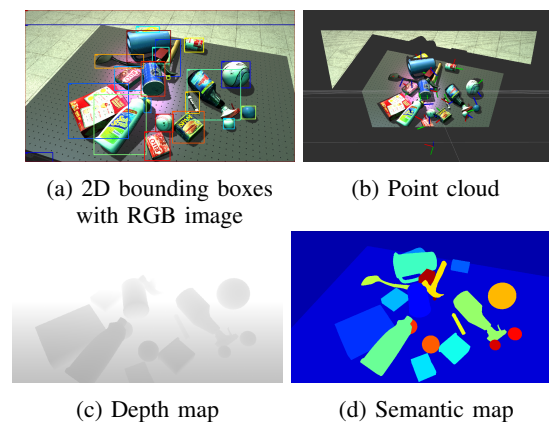 (a) 2D bounding boxes
with RGB image
(b) Point cloud
(c) Depth map
(d) Semantic map